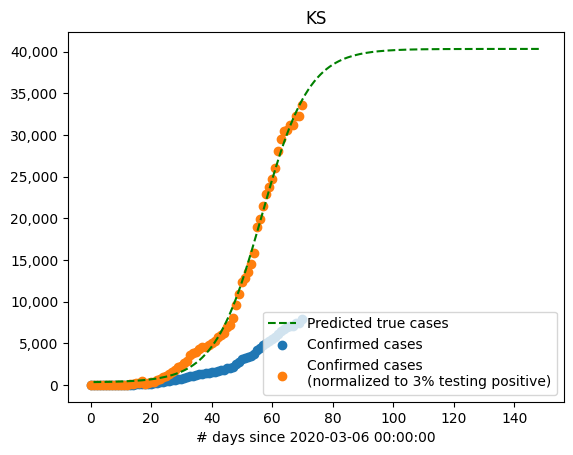 KS
40,000
35,000
30,000
25,000
20,000
15,000
10,000
5,000
0
Predicted true cases
Confirmed cases
Confirmed cases
(normalized to 3% testing positive)
0 20 40 60 80 100 120 140
# days since 2020-03-06 00:00:00